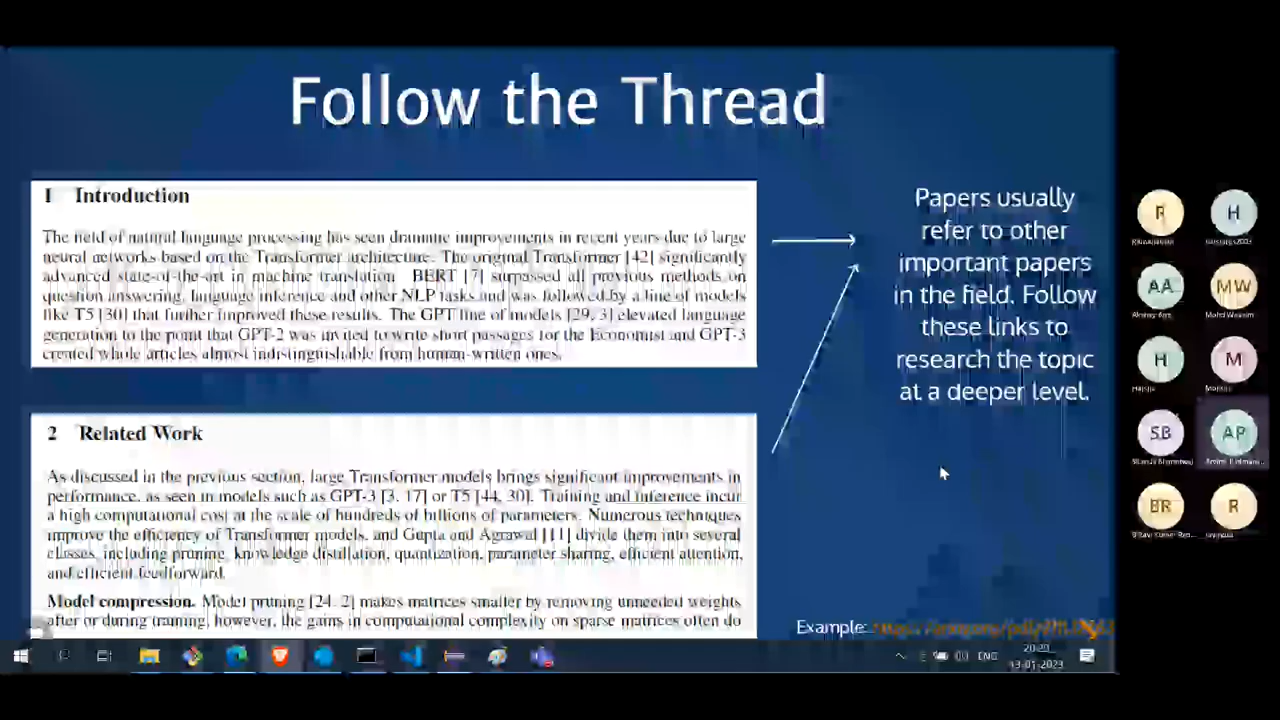 Follow the Thread
1 Introduction
The field of natural language processing has seen dramatic improvements in recent years due to large
neural networks based on the Transformer architecture. The original Transformer [42] significantly
advanced state-of-the-art in machine translation. BERT [7] surpassed all previous methods on
question answering, language inference and other NLP tasks and was followed by a line of models
like T5 [30] that further improved these results. The GPT line of models [29, 3] elevated language
generation to the point that GPT-2 was invited to write short passages for the Economist and GPT-3
created whole articles almost indistinguishable from human-written ones.
2 Related Work
As discussed in the previous section, large Transformer models brings significant improvements in
performance, as seen in models such as GPT-3 [3, 17] or T5 [44, 30]. Training and inference incur
a high computational cost at the scale of hundreds of billions of parameters. Numerous techniques
improve the efficiency of Transformer models, and Gupta and Agrawal [11] divide them into several
classes, including pruning, knowledge distillation, quantization, parameter sharing, efficient attention,
and efficient feedforward.
Model compression. Model pruning [24, 2] makes matrices smaller by removing unneeded weights
after or during training, however, the gains in computational complexity on sparse matrices often do
Papers usually
refer to other
important papers
in the field. Follow
these links to
research the topic
at a deeper level.
Example:
R
H
AA
MW
H
M
SB
AP
BR
R
ENG
20:20
13-01-2023